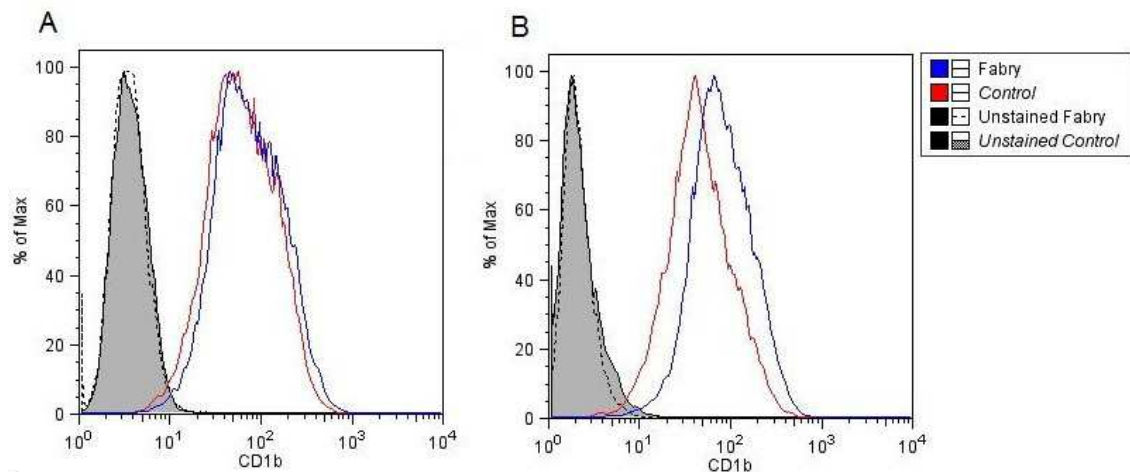 A
100
80
60
40
20
0
% of Max
10^0 10^1 10^2 10^3 10^4
CD1b
B
100
80
60
40
20
0
% of Max
10^0 10^1 10^2 10^3 10^4
CD1b
Fabry
Control
Unstained Fabry
Unstained Control